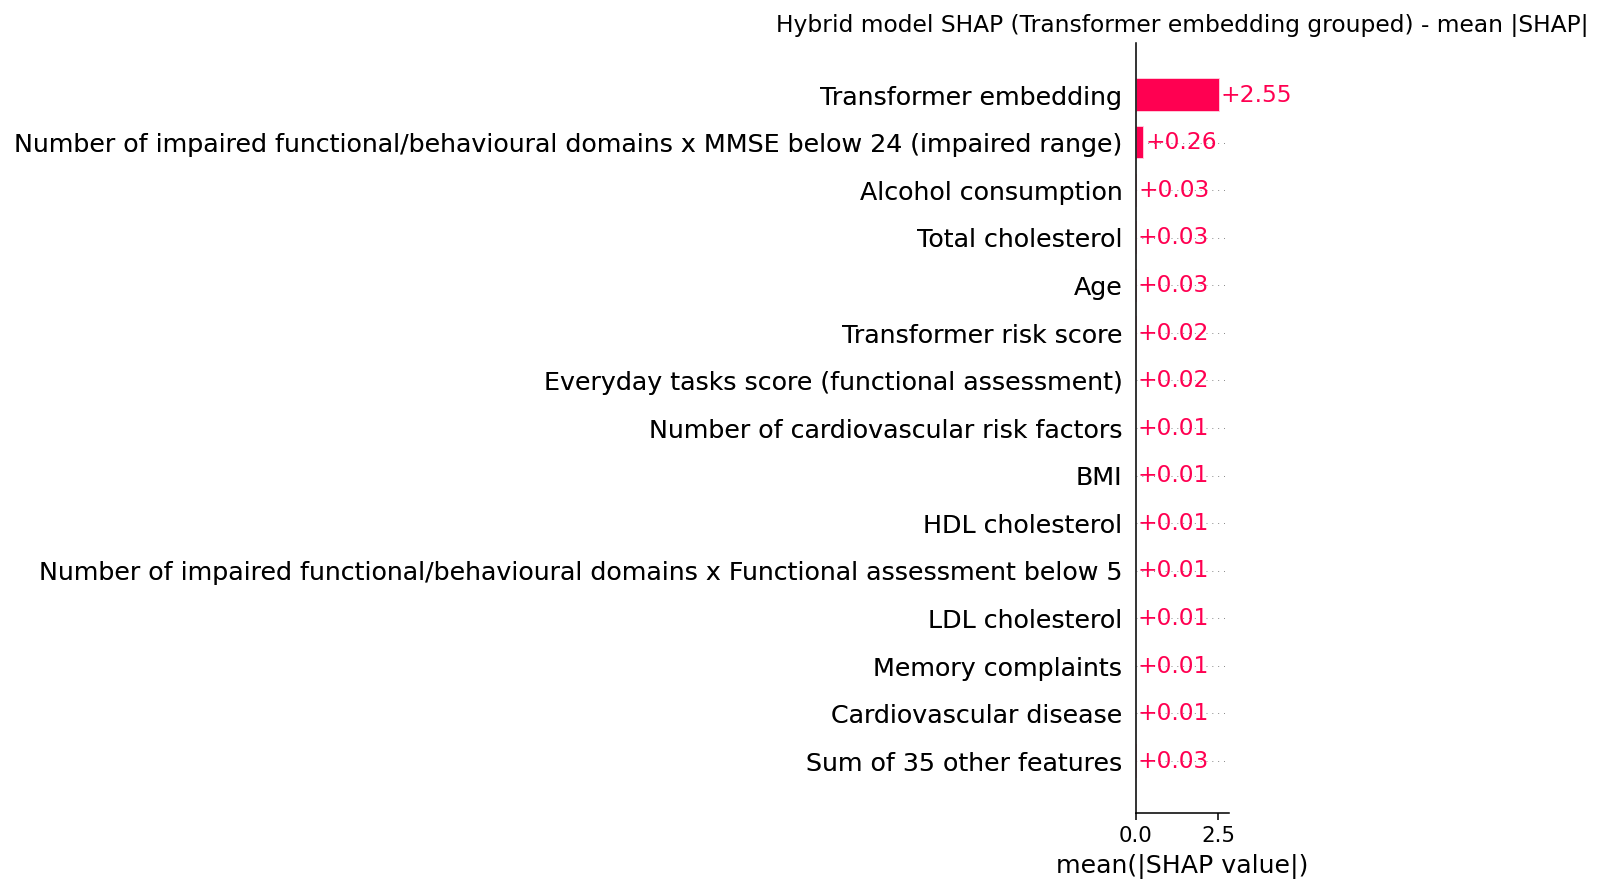 Hybrid model SHAP (Transformer embedding grouped) - mean |SHAP|
Transformer embedding +2.55
Number of impaired functional/behavioural domains x MMSE below 24 (impaired range) +0.26
Alcohol consumption +0.03
Total cholesterol +0.03
Age +0.03
Transformer risk score +0.02
Everyday tasks score (functional assessment) +0.02
Number of cardiovascular risk factors +0.01
BMI +0.01
HDL cholesterol +0.01
Number of impaired functional/behavioural domains x Functional assessment below 5 +0.01
LDL cholesterol +0.01
Memory complaints +0.01
Cardiovascular disease +0.01
Sum of 35 other features +0.03
0.0 2.5
mean(|SHAP value|)